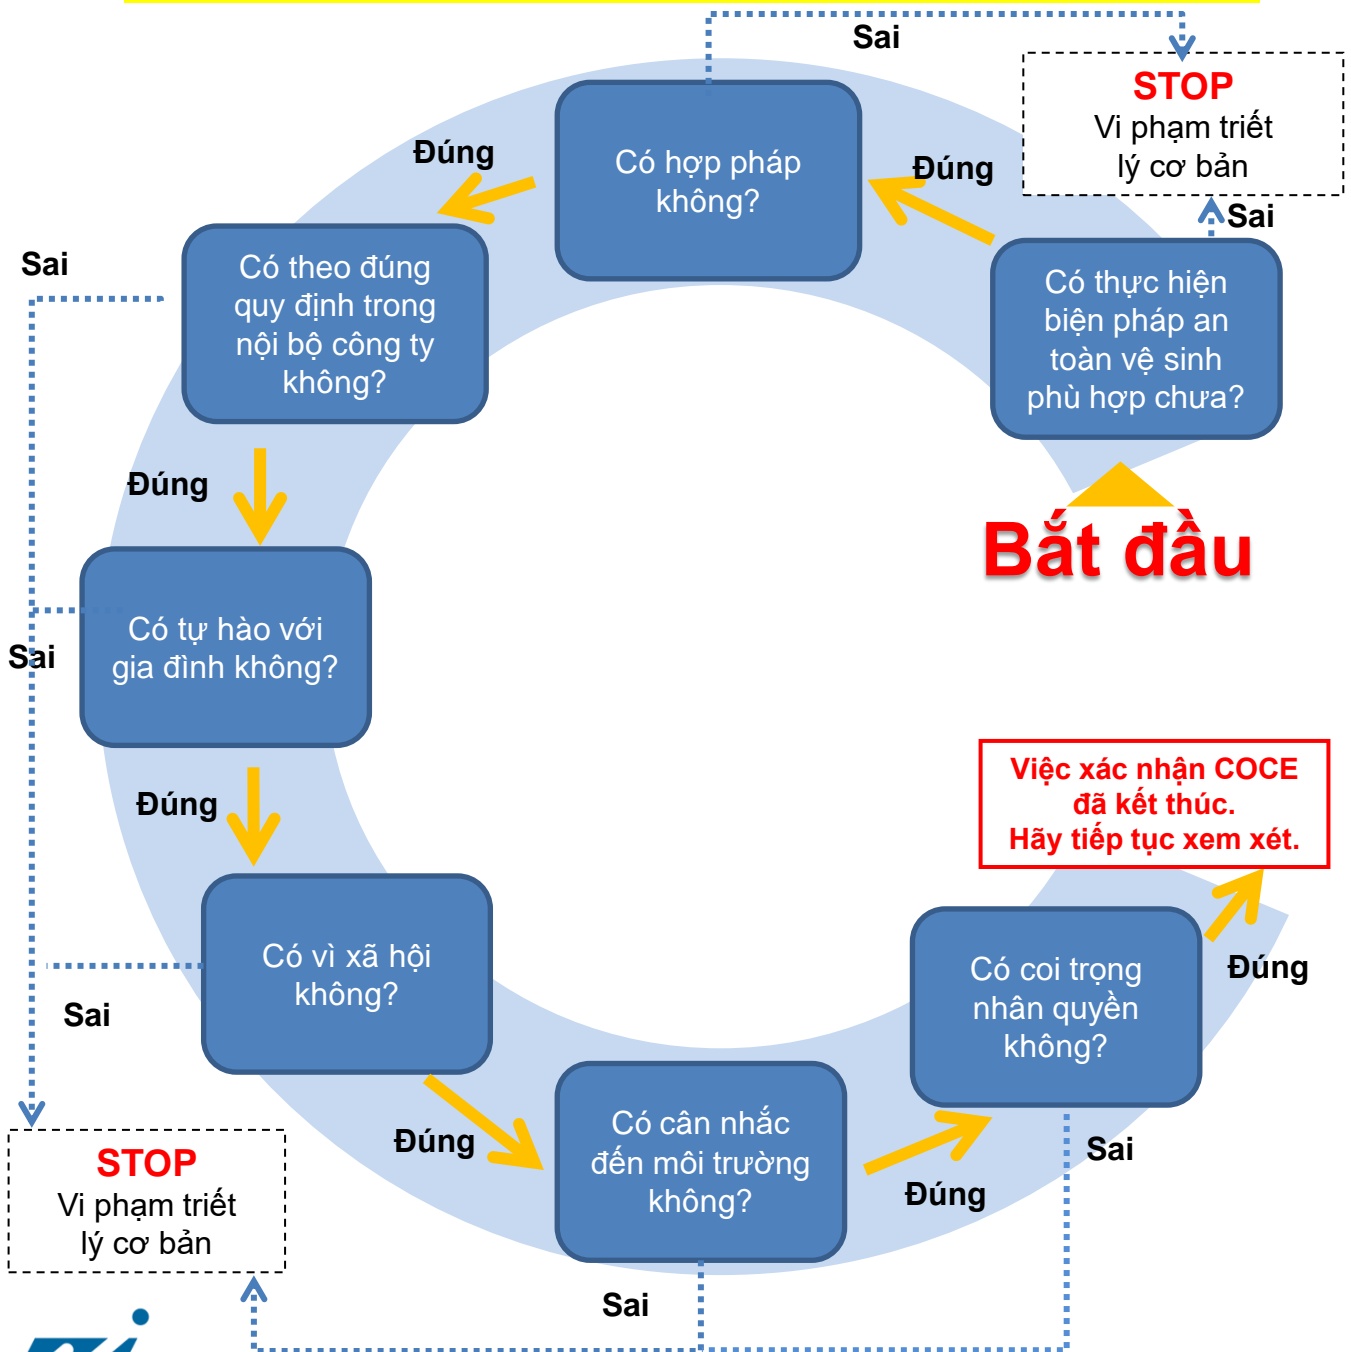 Sai
STOP
Vi phạm triết
lý cơ bản
Đúng
Có hợp pháp
không?
Đúng
Sai
Có theo đúng
quy định trong
nội bộ công ty
không?
Sai
Có thực hiện
biện pháp an
toàn vệ sinh
phù hợp chưa?
Đúng
Bắt đầu
Có tự hào với
gia đình không?
Sai
Việc xác nhận COCE
đã kết thúc.
Hãy tiếp tục xem xét.
Đúng
Có vì xã hội
không?
Sai
Có coi trọng
nhân quyền
không?
Đúng
Đúng
Có cân nhắc
đến môi trường
không?
Đúng
Sai
STOP
Vi phạm triết
lý cơ bản
Sai